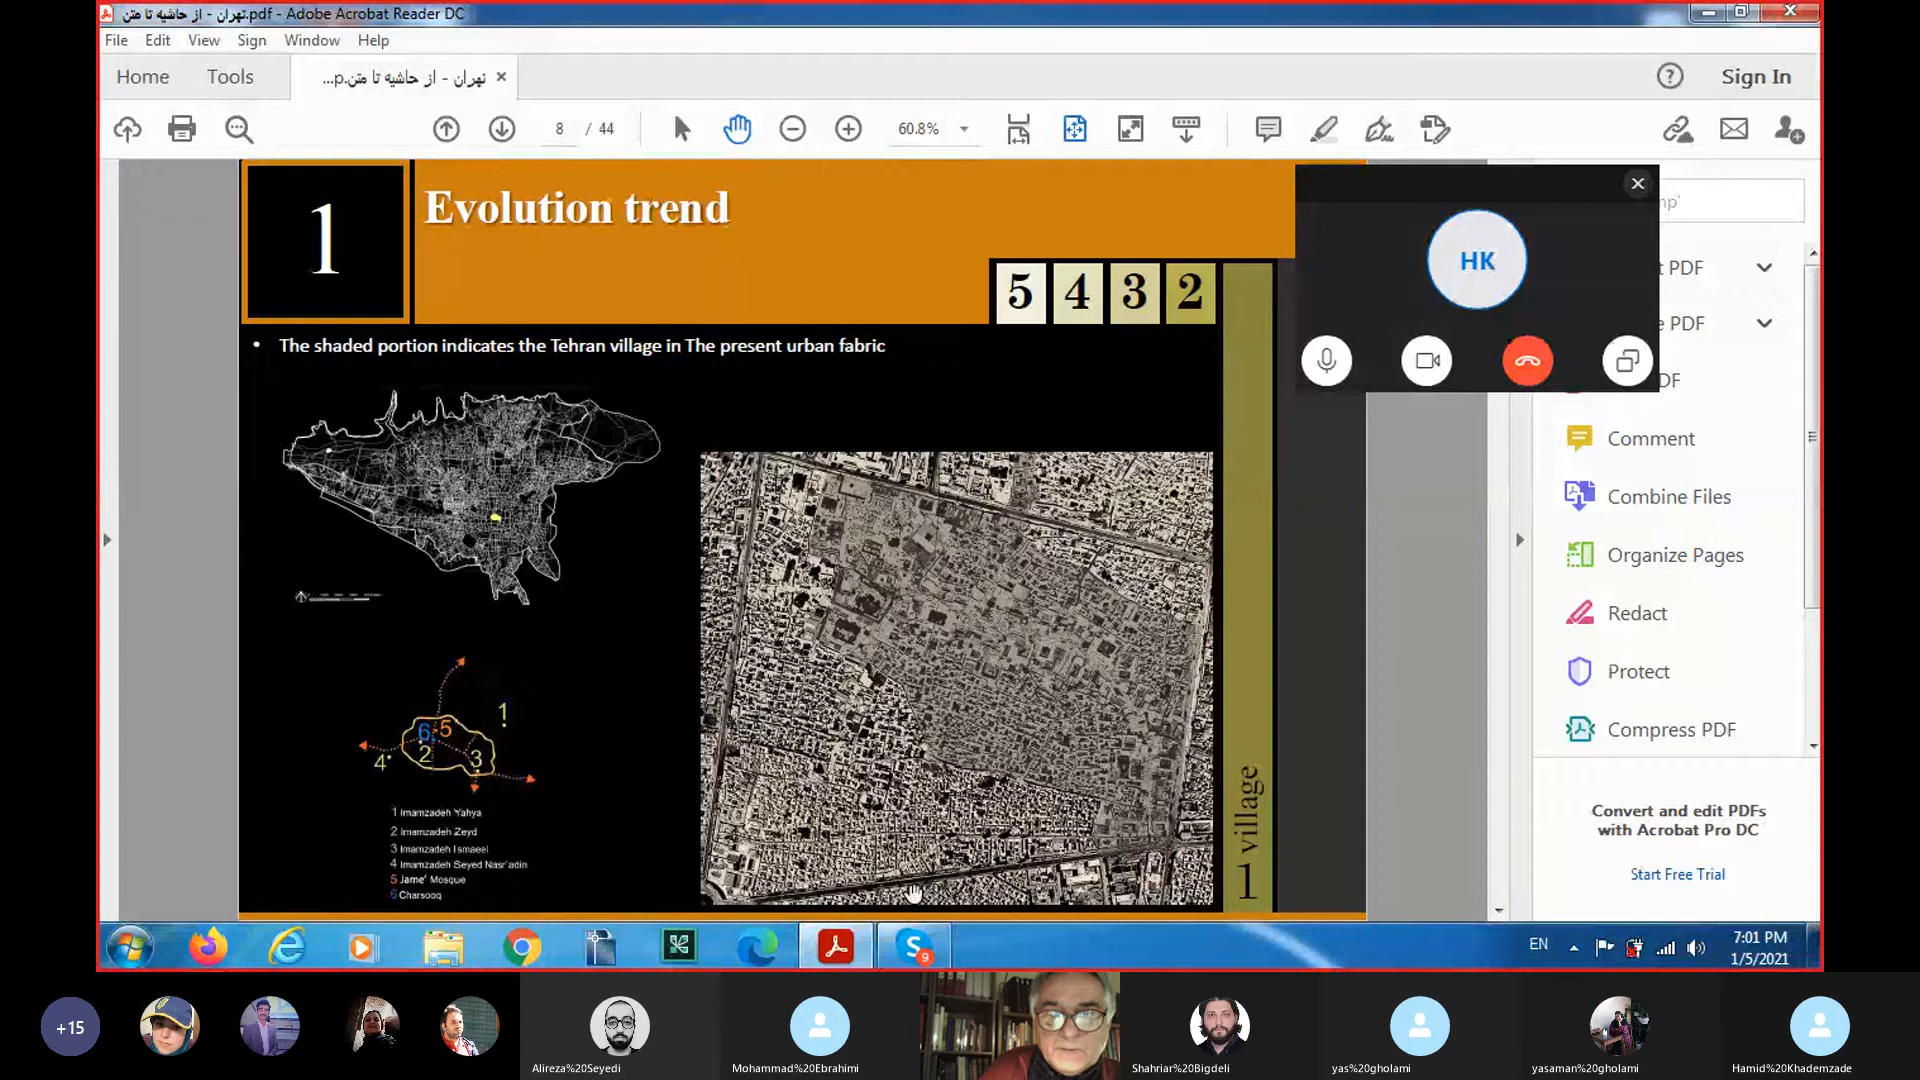 تهران - از حاشیه تا متن.pdf - Adobe Acrobat Reader DC
File Edit View Sign Window Help
Home Tools تهران - از حاشیه تا متن.p... × Sign In
8 / 44 60.8%
1
Evolution trend
5 4 3 2
• The shaded portion indicates the Tehran village in The present urban fabric
1
6 5
2 3
4
1 Imamzadeh Yahya
2 Imamzadeh Zeyd
3 Imamzadeh Ismaeel
4 Imamzadeh Seyed Nasr'adin
5 Jame' Mosque
6 Charsooq
1 village
HK
mp'
t PDF
e PDF
DF
Comment
Combine Files
Organize Pages
Redact
Protect
Compress PDF
Convert and edit PDFs
with Acrobat Pro DC
Start Free Trial
S 9
EN
7:01 PM
1/5/2021
+15
Alireza%20Seyedi
Mohammad%20Ebrahimi
Shahriar%20Bigdeli
yas%20gholami
yasaman%20gholami
Hamid%20Khademzade